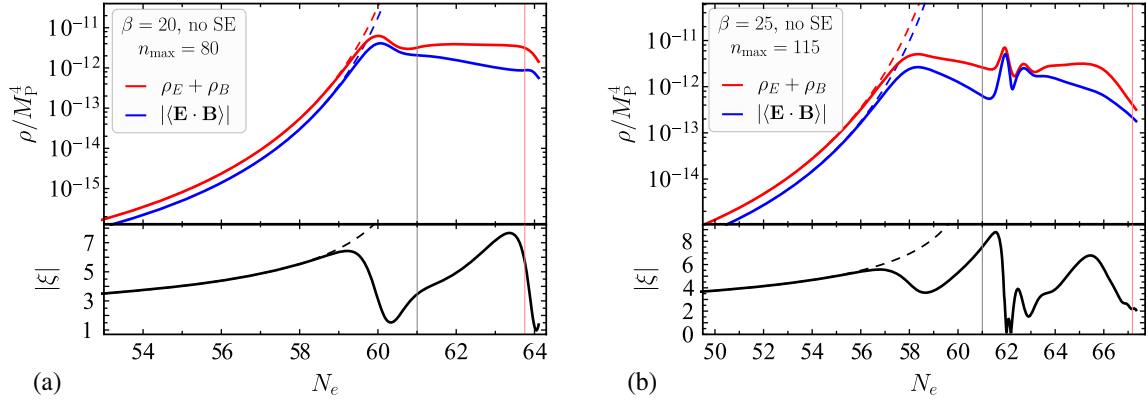 β = 20, no SE
n_max = 80
ρ_E + ρ_B
|⟨E · B⟩|
ρ/M_P^4
10^−11
10^−12
10^−13
10^−14
10^−15
|ξ|
7
5
3
1
54 56 58 60 62 64
(a)
N_e
β = 25, no SE
n_max = 115
ρ_E + ρ_B
|⟨E · B⟩|
ρ/M_P^4
10^−11
10^−12
10^−13
10^−14
|ξ|
8
6
4
2
0
50 52 54 56 58 60 62 64 66
(b)
N_e